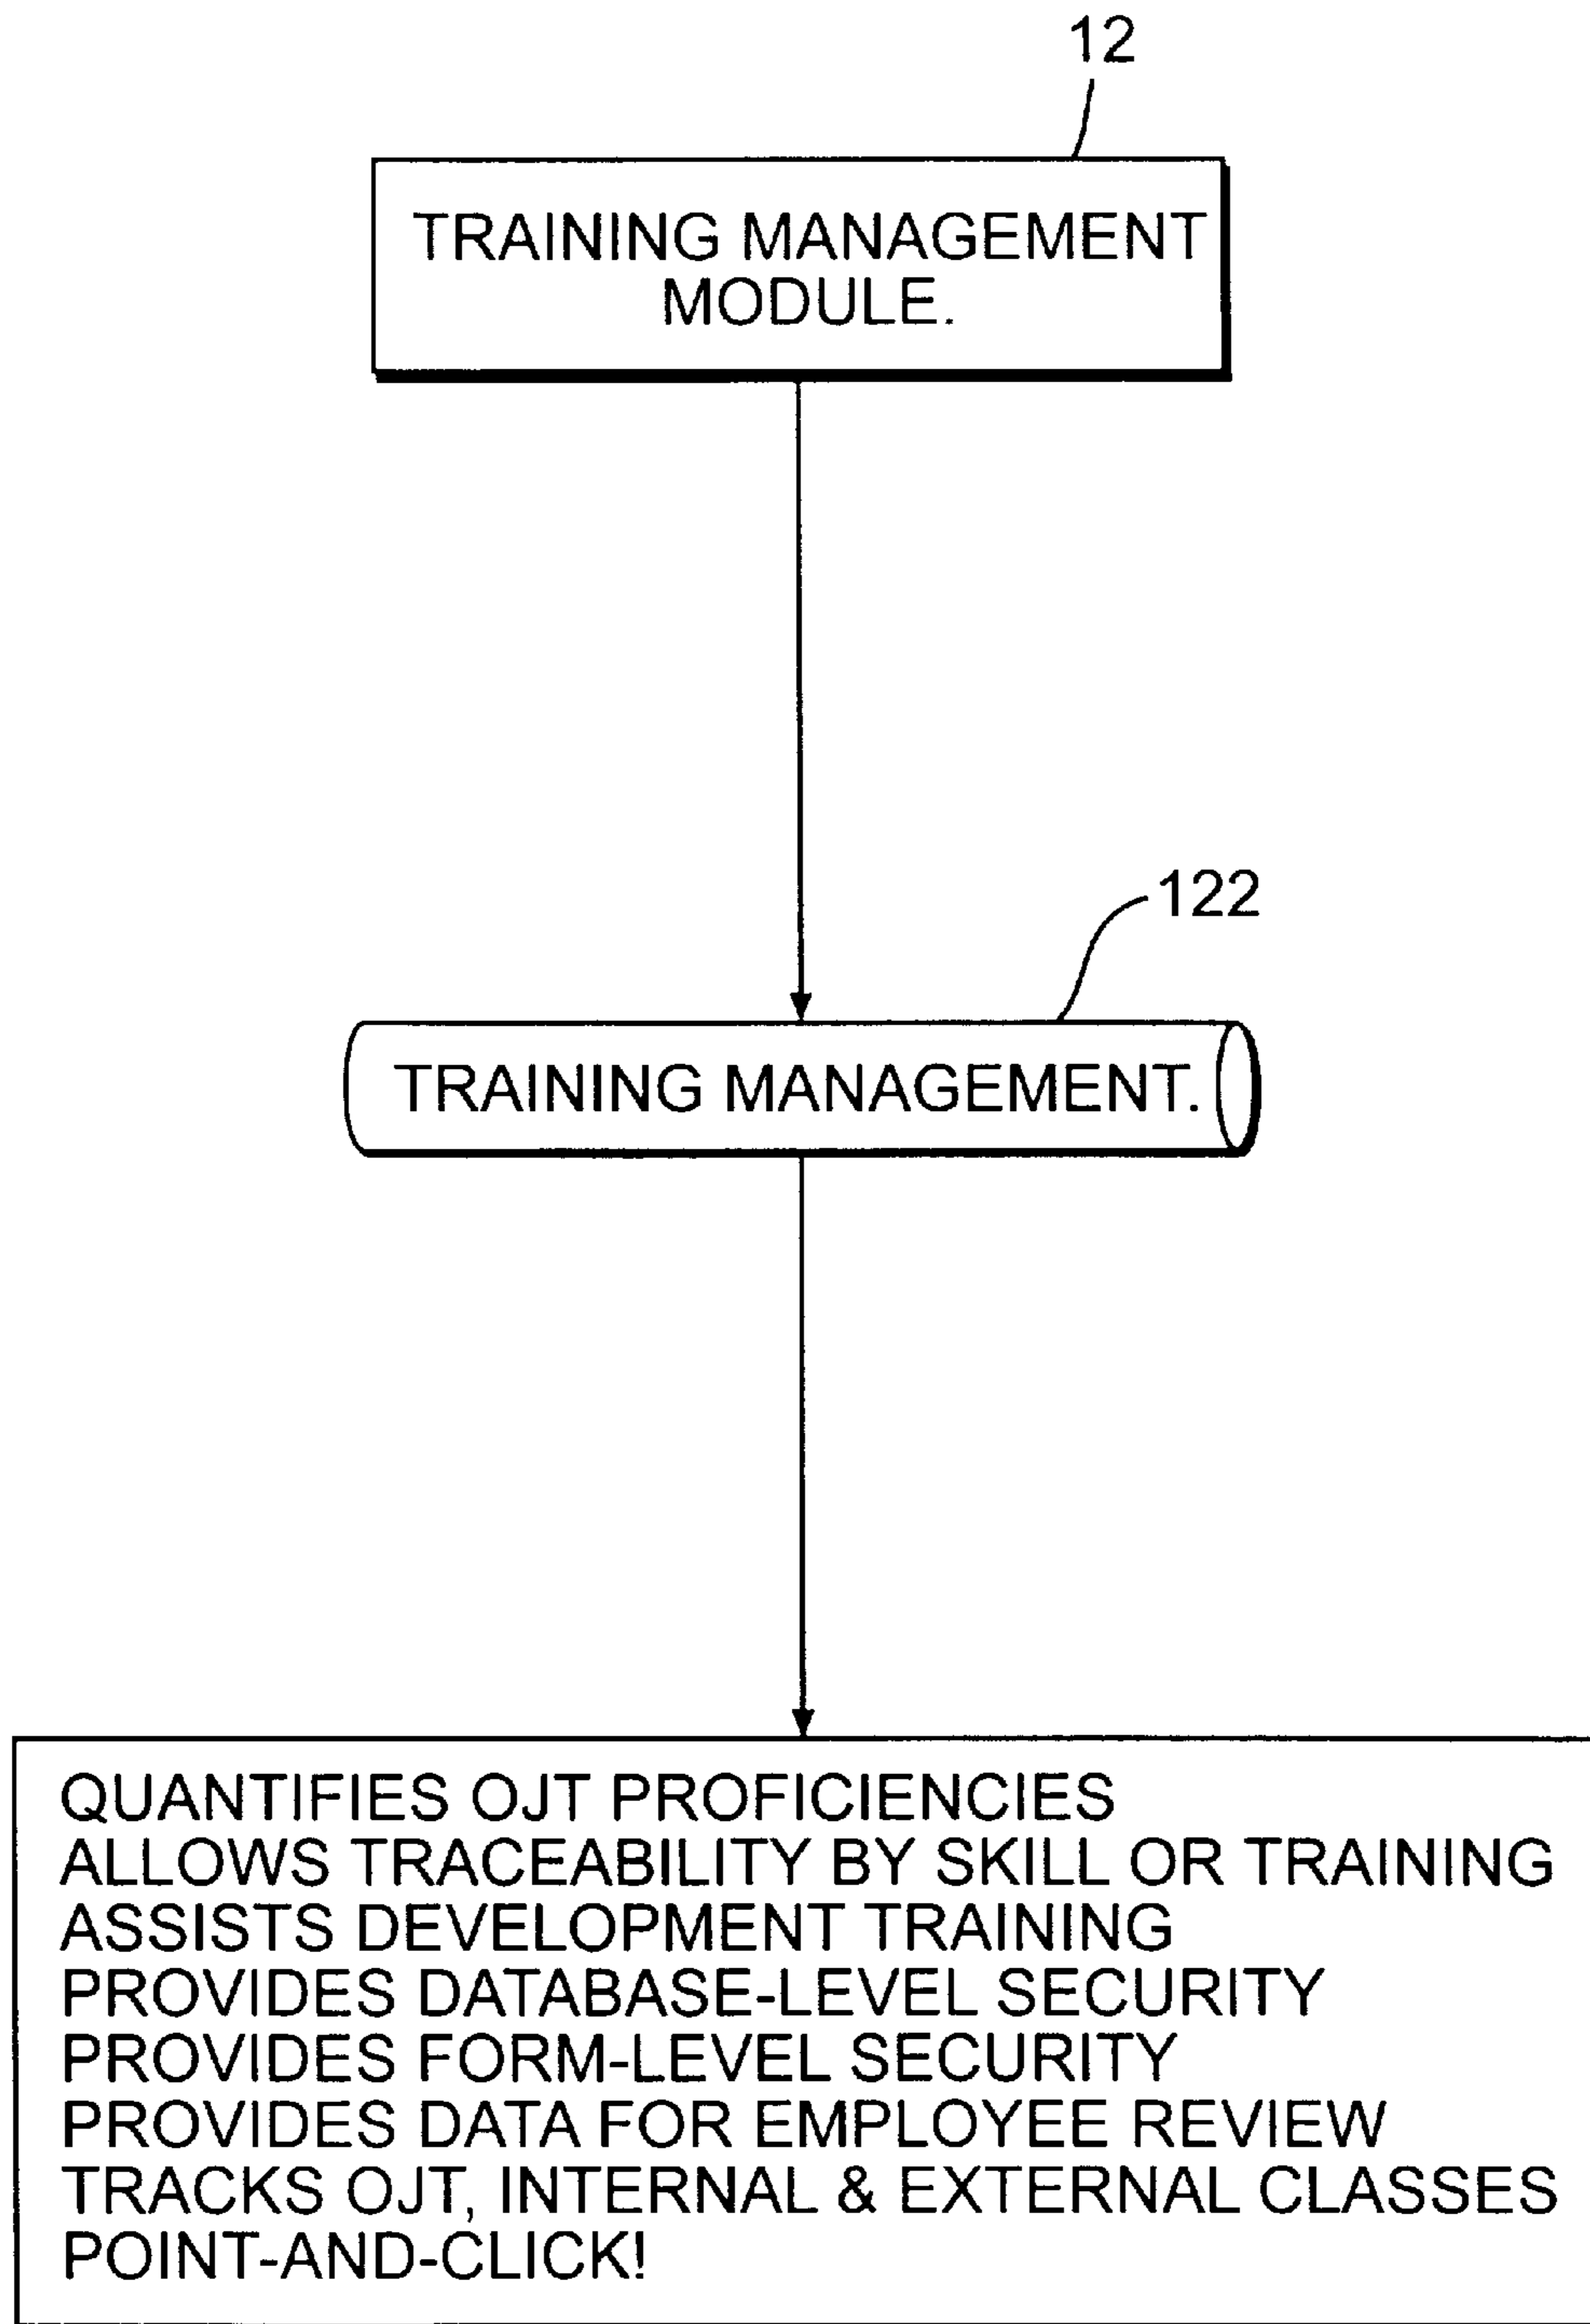 12
TRAINING MANAGEMENT
MODULE.
122
TRAINING MANAGEMENT.
QUANTIFIES OJT PROFICIENCIES
ALLOWS TRACEABILITY BY SKILL OR TRAINING
ASSISTS DEVELOPMENT TRAINING
PROVIDES DATABASE-LEVEL SECURITY
PROVIDES FORM-LEVEL SECURITY
PROVIDES DATA FOR EMPLOYEE REVIEW
TRACKS OJT, INTERNAL & EXTERNAL CLASSES
POINT-AND-CLICK!